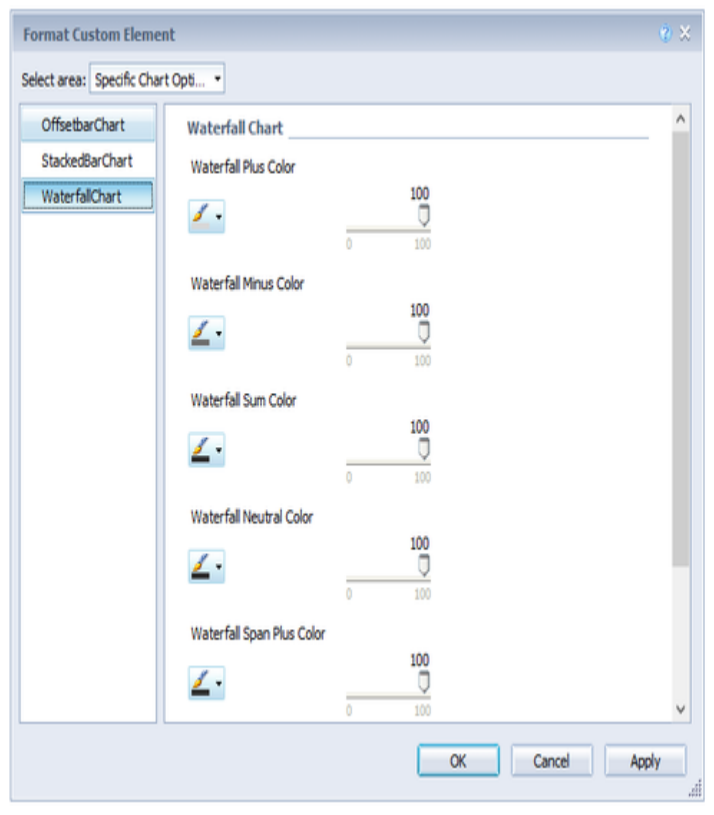 Format Custom Element
Select area: Specific Chart Opti...
OffsetbarChart
StackedBarChart
WaterfallChart
Waterfall Chart
Waterfall Plus Color
100
0 100
Waterfall Minus Color
100
0 100
Waterfall Sum Color
100
0 100
Waterfall Neutral Color
100
0 100
Waterfall Span Plus Color
100
0 100
OK Cancel Apply